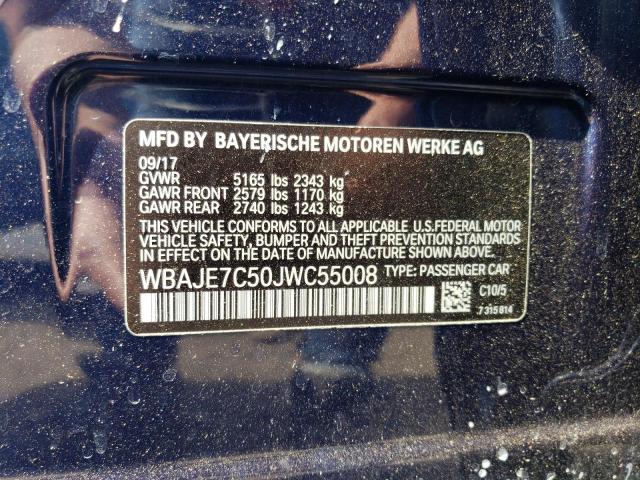 MFD BY BAYERISCHE MOTOREN WERKE AG
09/17
GVWR 5165 lbs 2343 kg
GAWR FRONT 2579 lbs 1170 kg
GAWR REAR 2740 lbs 1243 kg
THIS VEHICLE CONFORMS TO ALL APPLICABLE U.S.FEDERAL MOTOR
VEHICLE SAFETY, BUMPER, AND THEFT PREVENTION STANDARDS
IN EFFECT ON THE DATE OF MANUFACTURE SHOWN ABOVE.
WBAJE7C50JWC55008 TYPE: PASSENGER CAR
C10/5
7315814